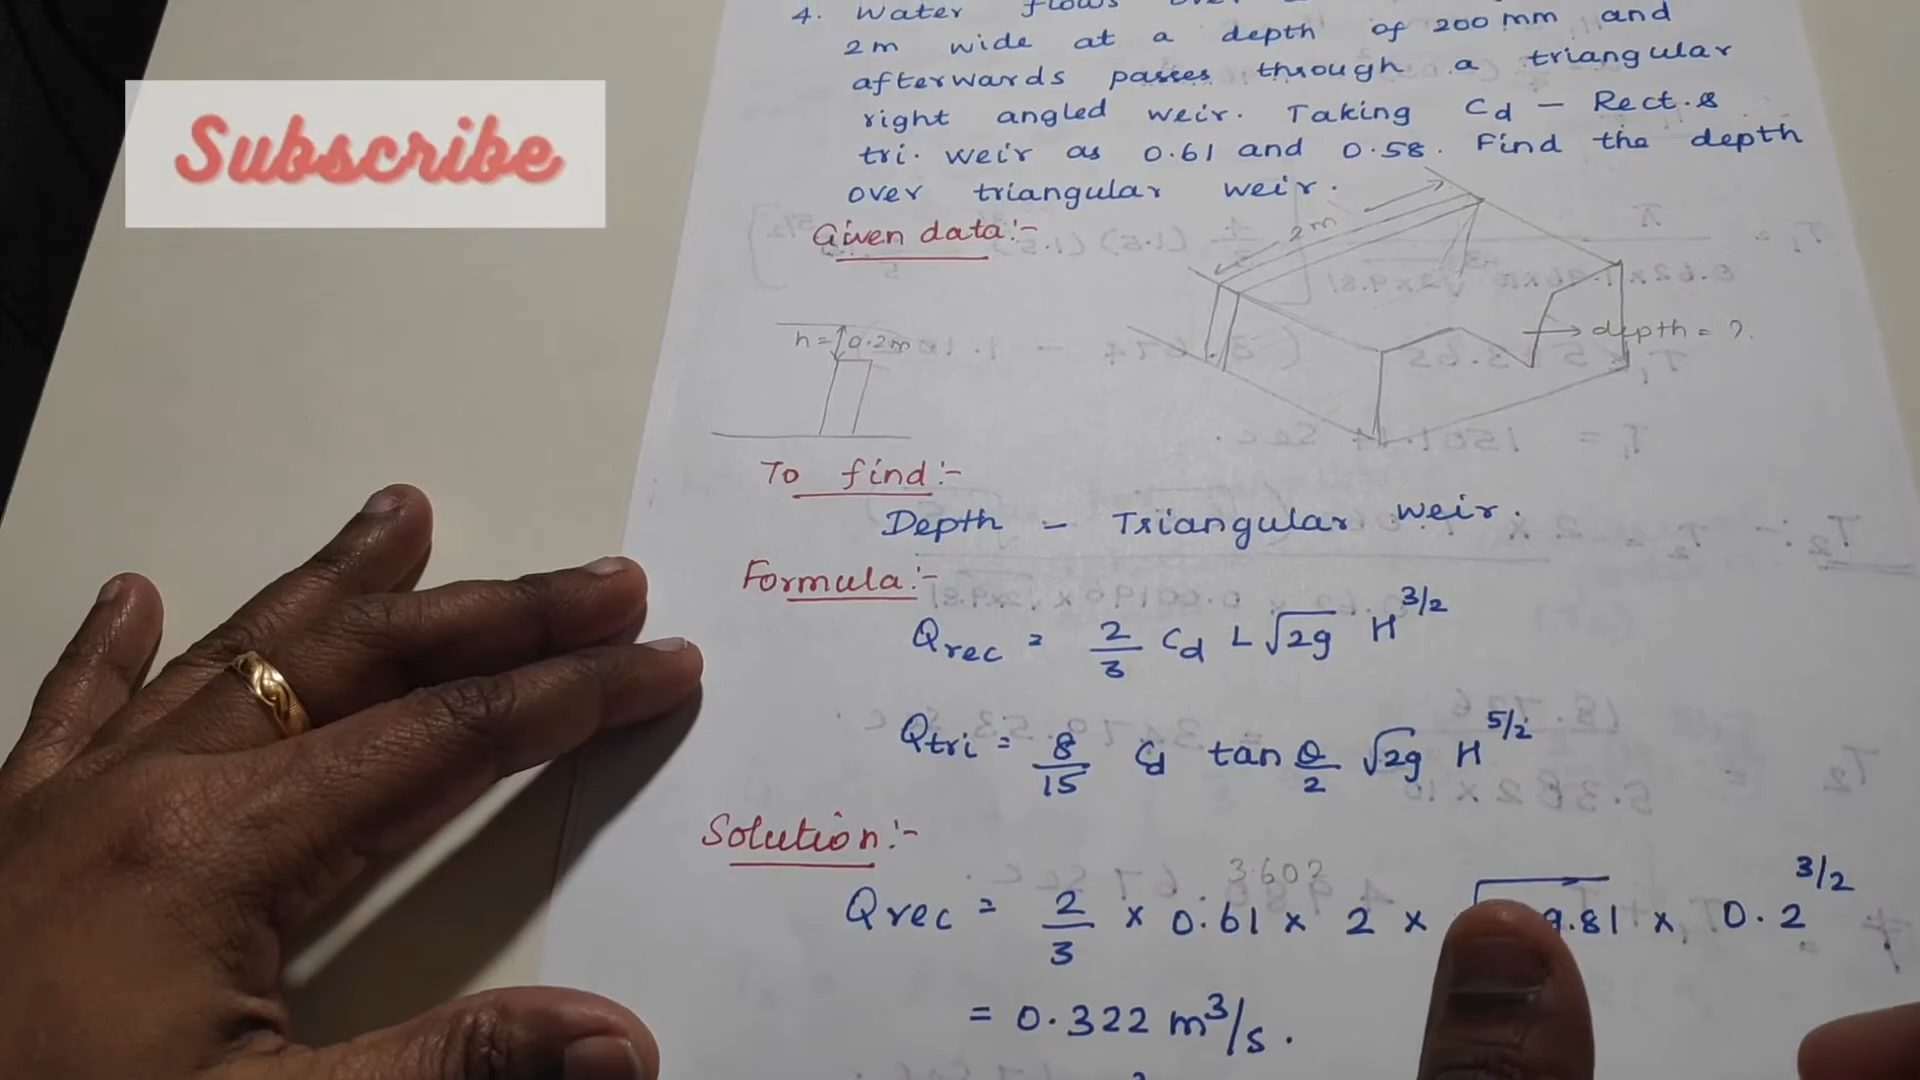 4. Water flows over a
2m wide at a depth of 200 mm and
afterwards passes through a triangular
right angled weir. Taking Cd – Rect. &
tri. weir as 0.61 and 0.58. Find the depth
over triangular weir.
Subscribe
Given data:-
2m
h = 0.2m
depth = ?
To find:-
Depth – Triangular weir.
Formula:-
Qrec = 2/3 Cd L √2g H^3/2
Qtri = 8/15 Cd tan θ/2 √2g H^5/2
Solution:-
Qrec = 2/3 × 0.61 × 2 × 9.81 × 0.2^3/2
= 0.322 m³/s.